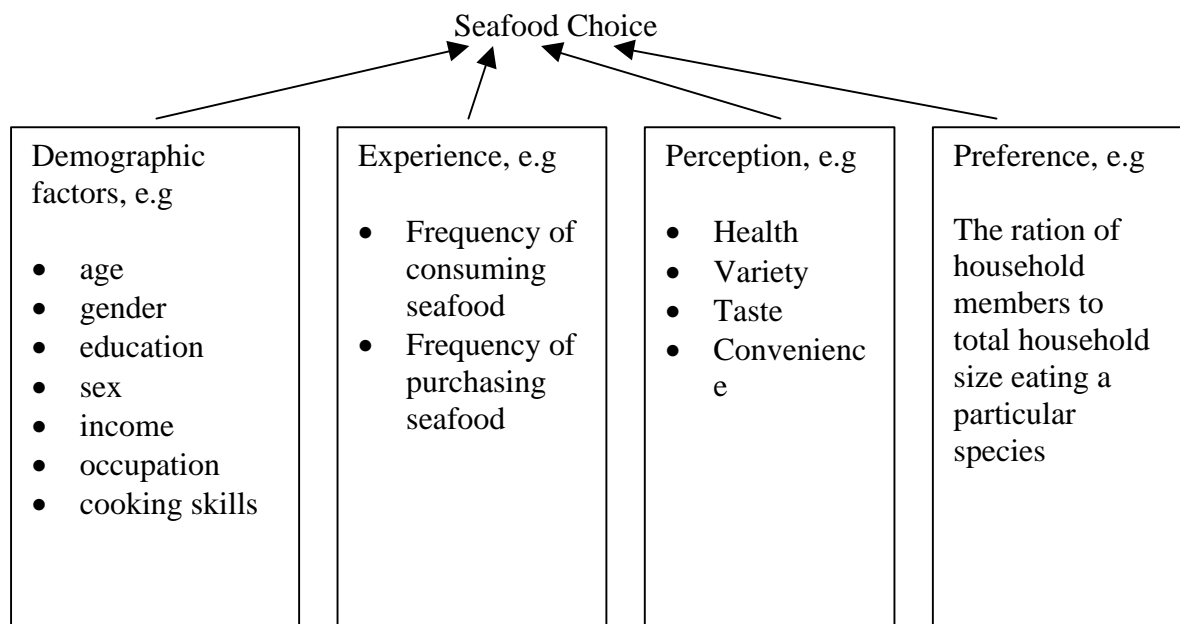 Seafood Choice
Demographic
factors, e.g
• age
• gender
• education
• sex
• income
• occupation
• cooking skills
Experience, e.g
• Frequency of
consuming
seafood
• Frequency of
purchasing
seafood
Perception, e.g
• Health
• Variety
• Taste
• Convenienc
e
Preference, e.g
The ration of
household
members to
total household
size eating a
particular
species